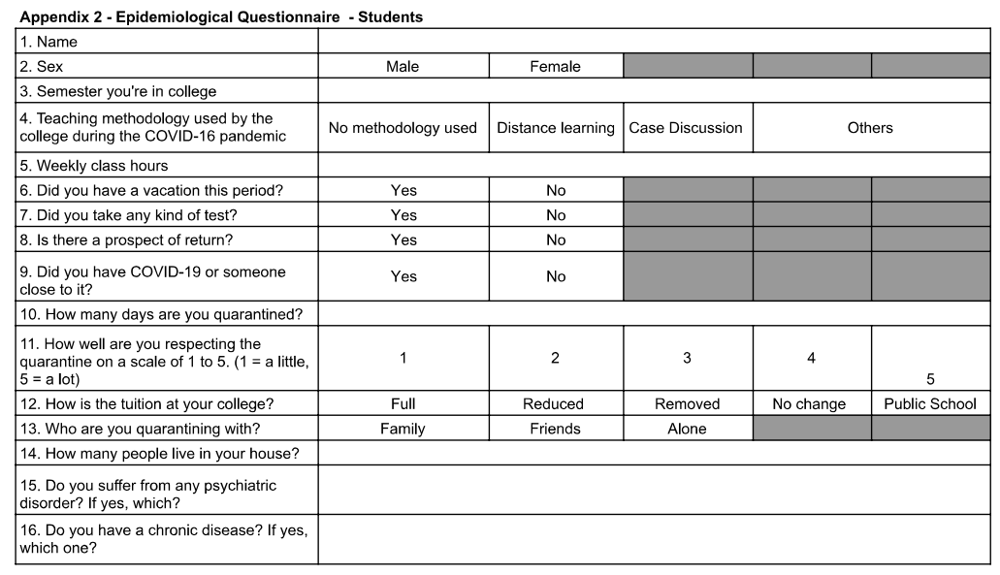 Appendix 2 - Epidemiological Questionnaire - Students
1. Name
2. Sex Male Female
3. Semester you're in college
4. Teaching methodology used by the
college during the COVID-16 pandemic
No methodology used Distance learning Case Discussion Others
5. Weekly class hours
6. Did you have a vacation this period? Yes No
7. Did you take any kind of test? Yes No
8. Is there a prospect of return? Yes No
9. Did you have COVID-19 or someone
close to it?
Yes No
10. How many days are you quarantined?
11. How well are you respecting the
quarantine on a scale of 1 to 5. (1 = a little,
5 = a lot)
1 2 3 4 5
12. How is the tuition at your college? Full Reduced Removed No change Public School
13. Who are you quarantining with? Family Friends Alone
14. How many people live in your house?
15. Do you suffer from any psychiatric
disorder? If yes, which?
16. Do you have a chronic disease? If yes,
which one?